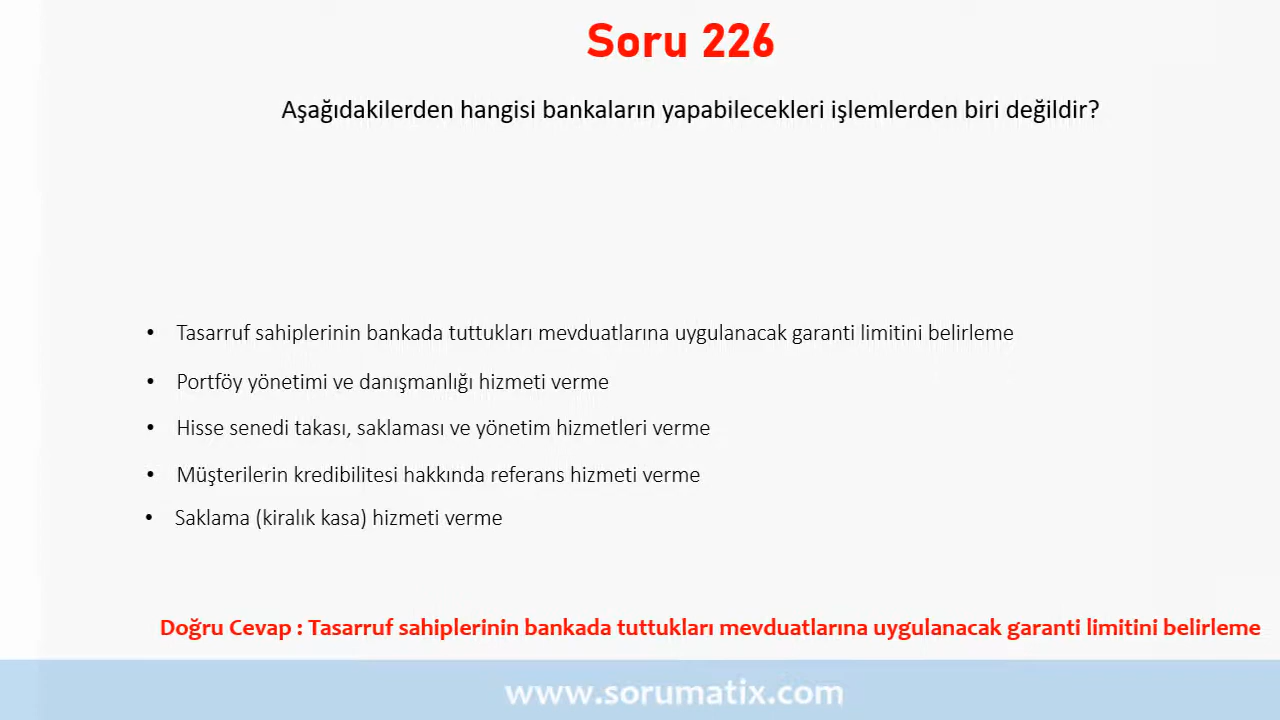 Soru 226
Aşağıdakilerden hangisi bankaların yapabilecekleri işlemlerden biri değildir?
• Tasarruf sahiplerinin bankada tuttukları mevduatlarına uygulanacak garanti limitini belirleme
• Portföy yönetimi ve danışmanlığı hizmeti verme
• Hisse senedi takası, saklaması ve yönetim hizmetleri verme
• Müşterilerin kredibilitesi hakkında referans hizmeti verme
• Saklama (kiralık kasa) hizmeti verme
Doğru Cevap : Tasarruf sahiplerinin bankada tuttukları mevduatlarına uygulanacak garanti limitini belirleme
www.sorumatix.com